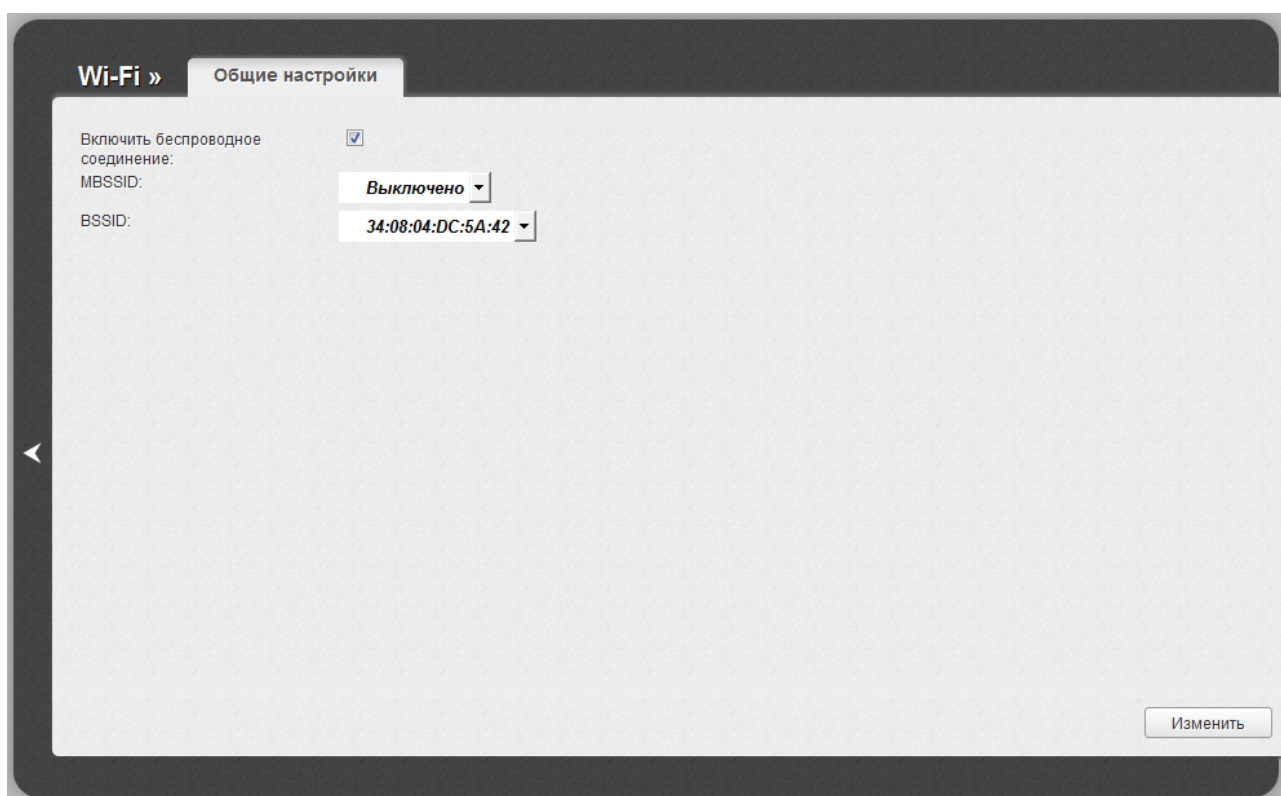 Wi-Fi » Общие настройки
Включить беспроводное
соединение:
MBSSID: Выключено
BSSID: 34:08:04:DC:5A:42
Изменить